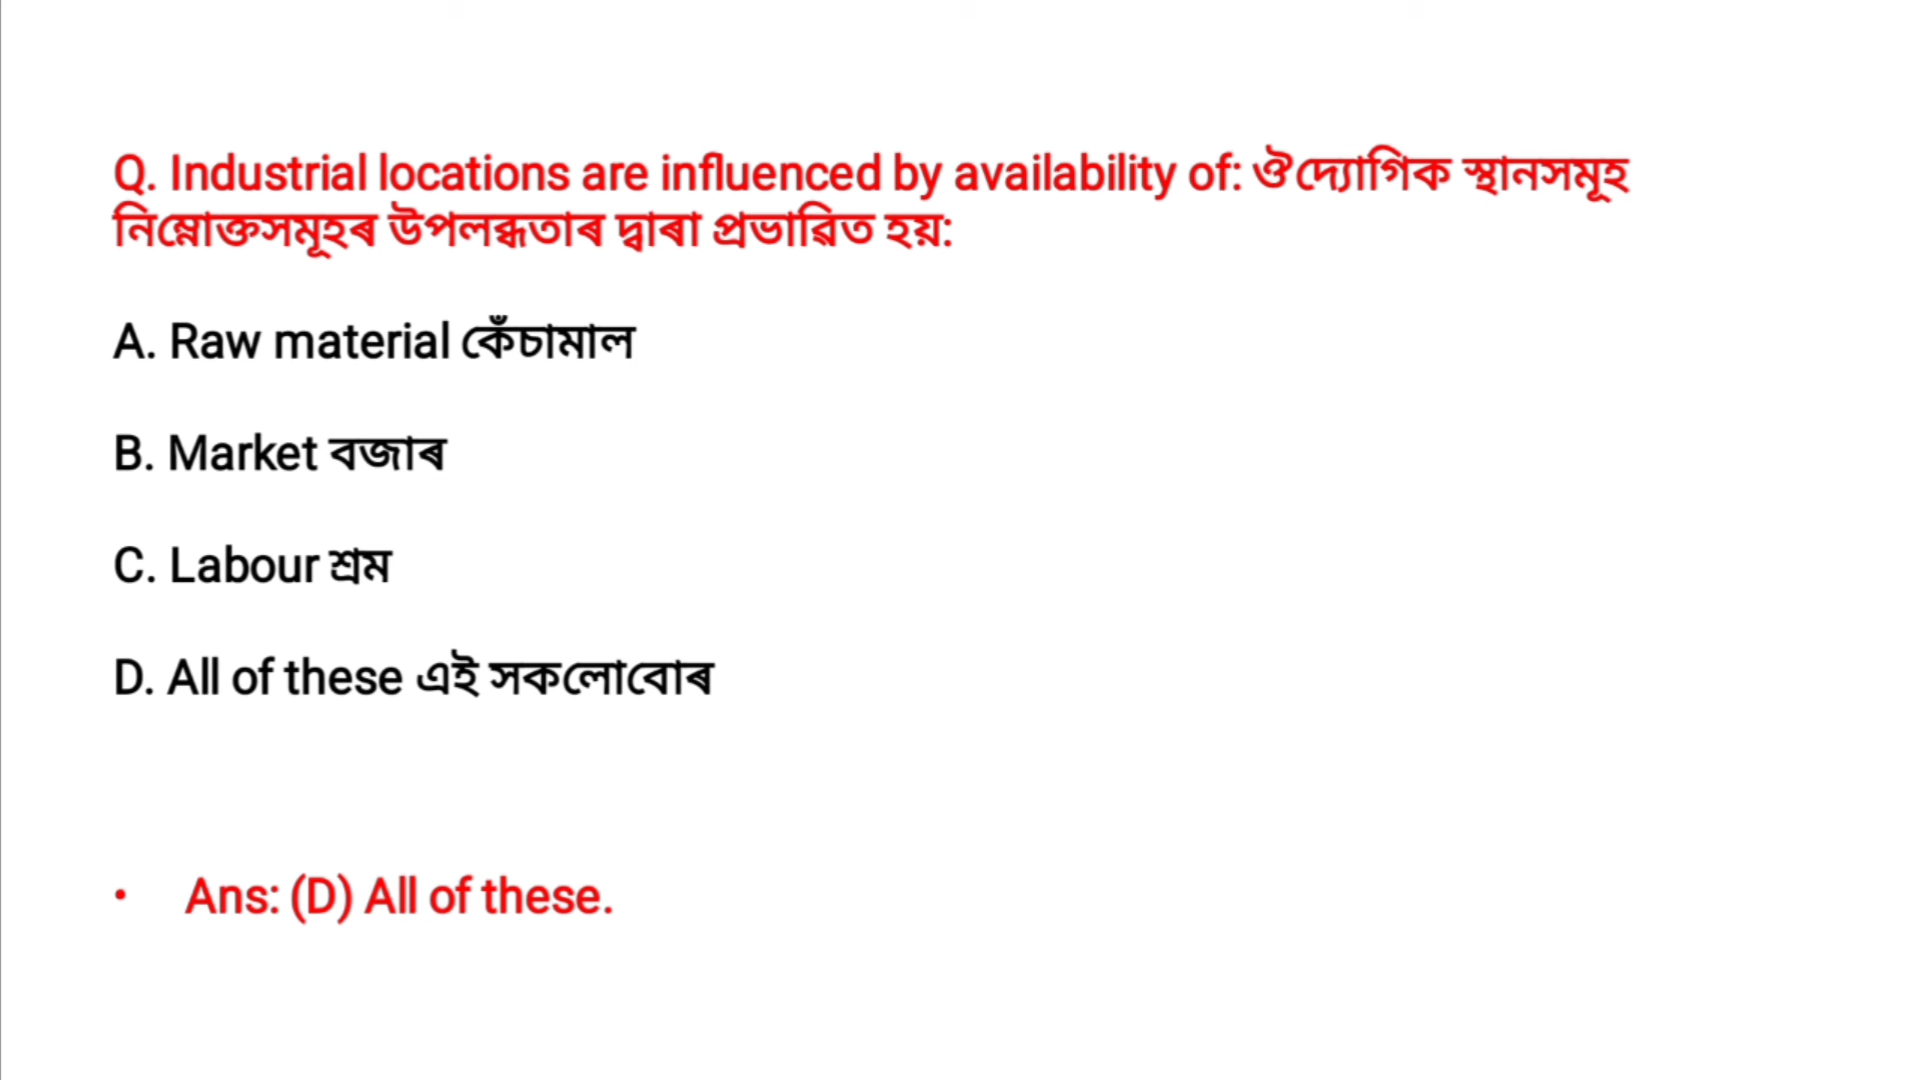 Q. Industrial locations are influenced by availability of: ঔদ্যোগিক স্থানসমূহ
নিম্নোক্তসমূহৰ উপলব্ধতাৰ দ্বাৰা প্ৰভাৱিত হয়:
A. Raw material কেঁচামাল
B. Market বজাৰ
C. Labour শ্ৰম
D. All of these এই সকলোবোৰ
• Ans: (D) All of these.